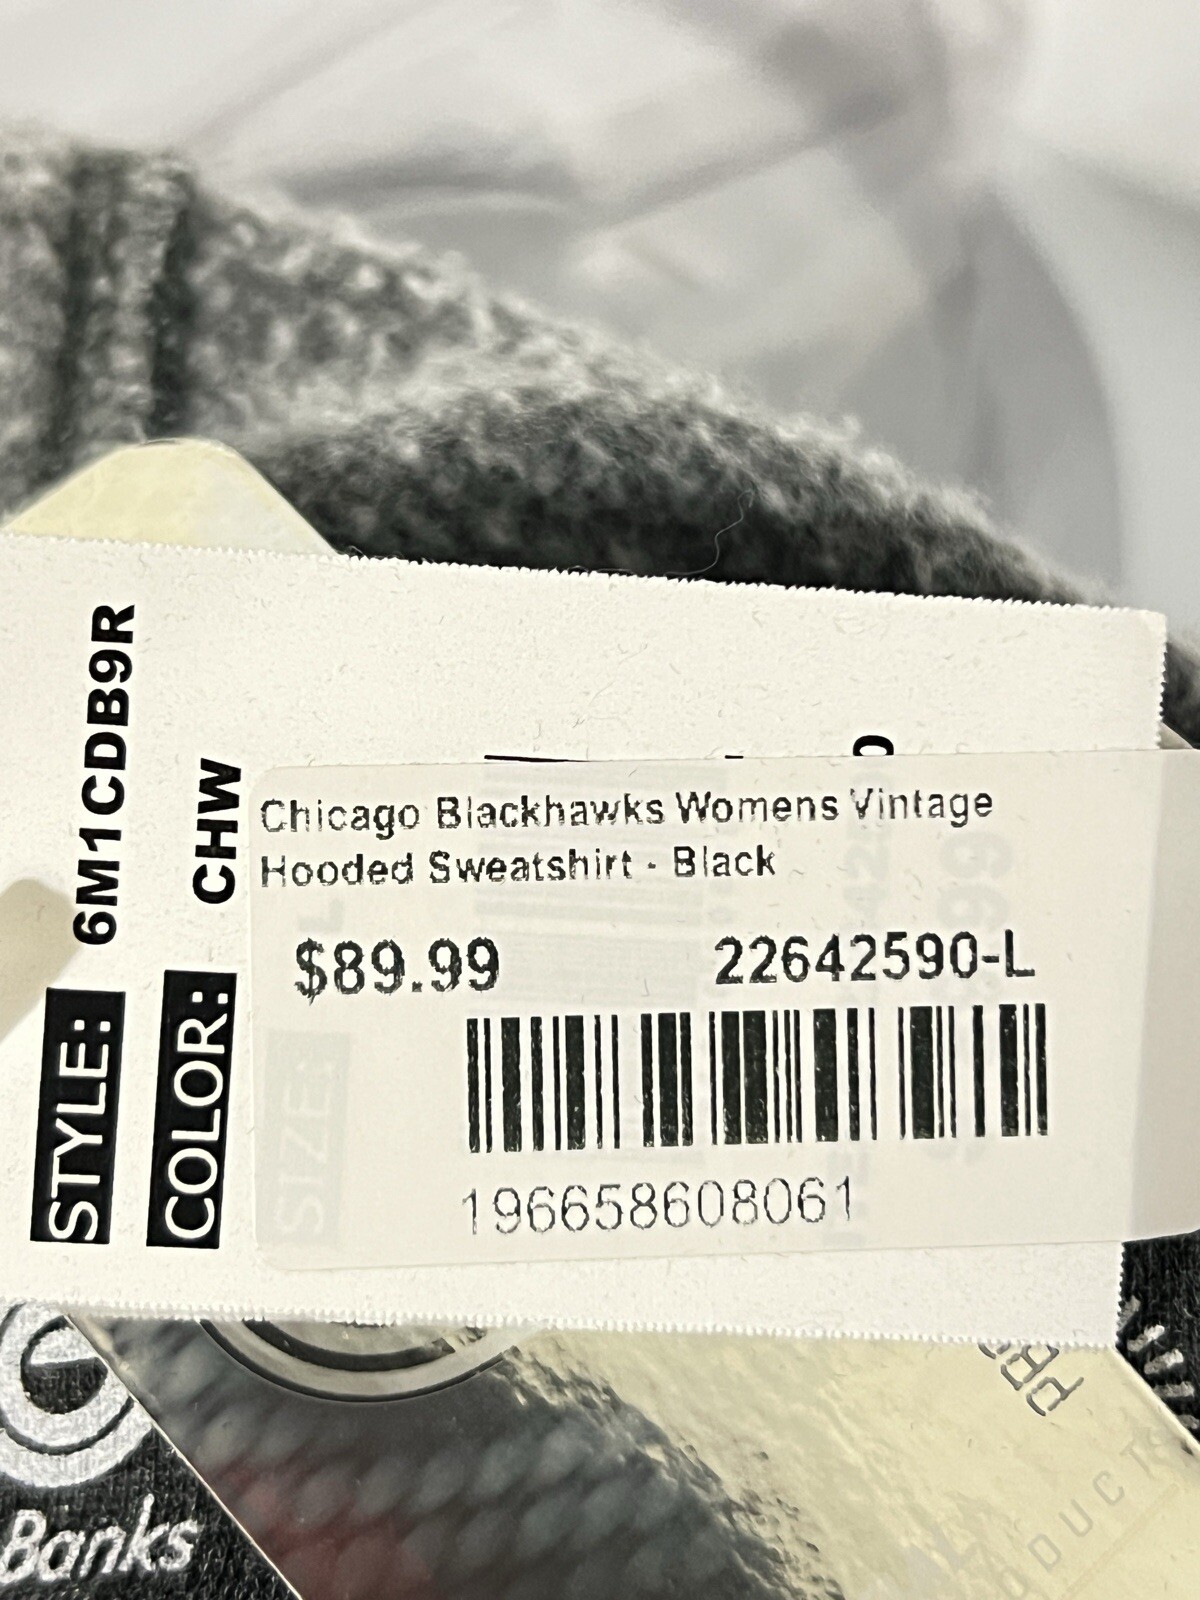 STYLE: 6M1CDB9R
COLOR: CHW
Chicago Blackhawks Womens Vintage
Hooded Sweatshirt - Black
$89.99 22642590-L
196658608061
SIZE: L
Banks